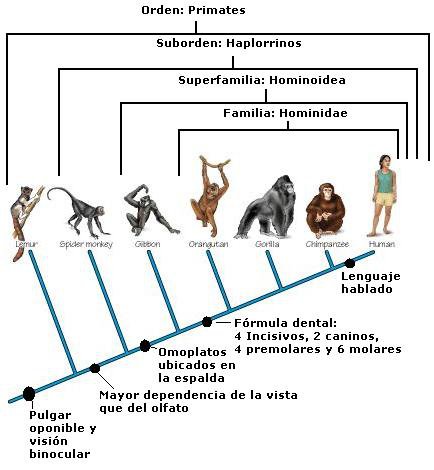 Orden: Primates
Suborden: Haplorrinos
Superfamilia: Hominoidea
Familia: Hominidae
Lemur
Spider monkey
Gibbon
Orangutan
Gorilla
Chimpanzee
Human
Lenguaje
hablado
Fórmula dental:
4 Incisivos, 2 caninos,
4 premolares y 6 molares
Omoplatos
ubicados en
la espalda
Mayor dependencia de la vista
que del olfato
Pulgar
oponible y
visión
binocular